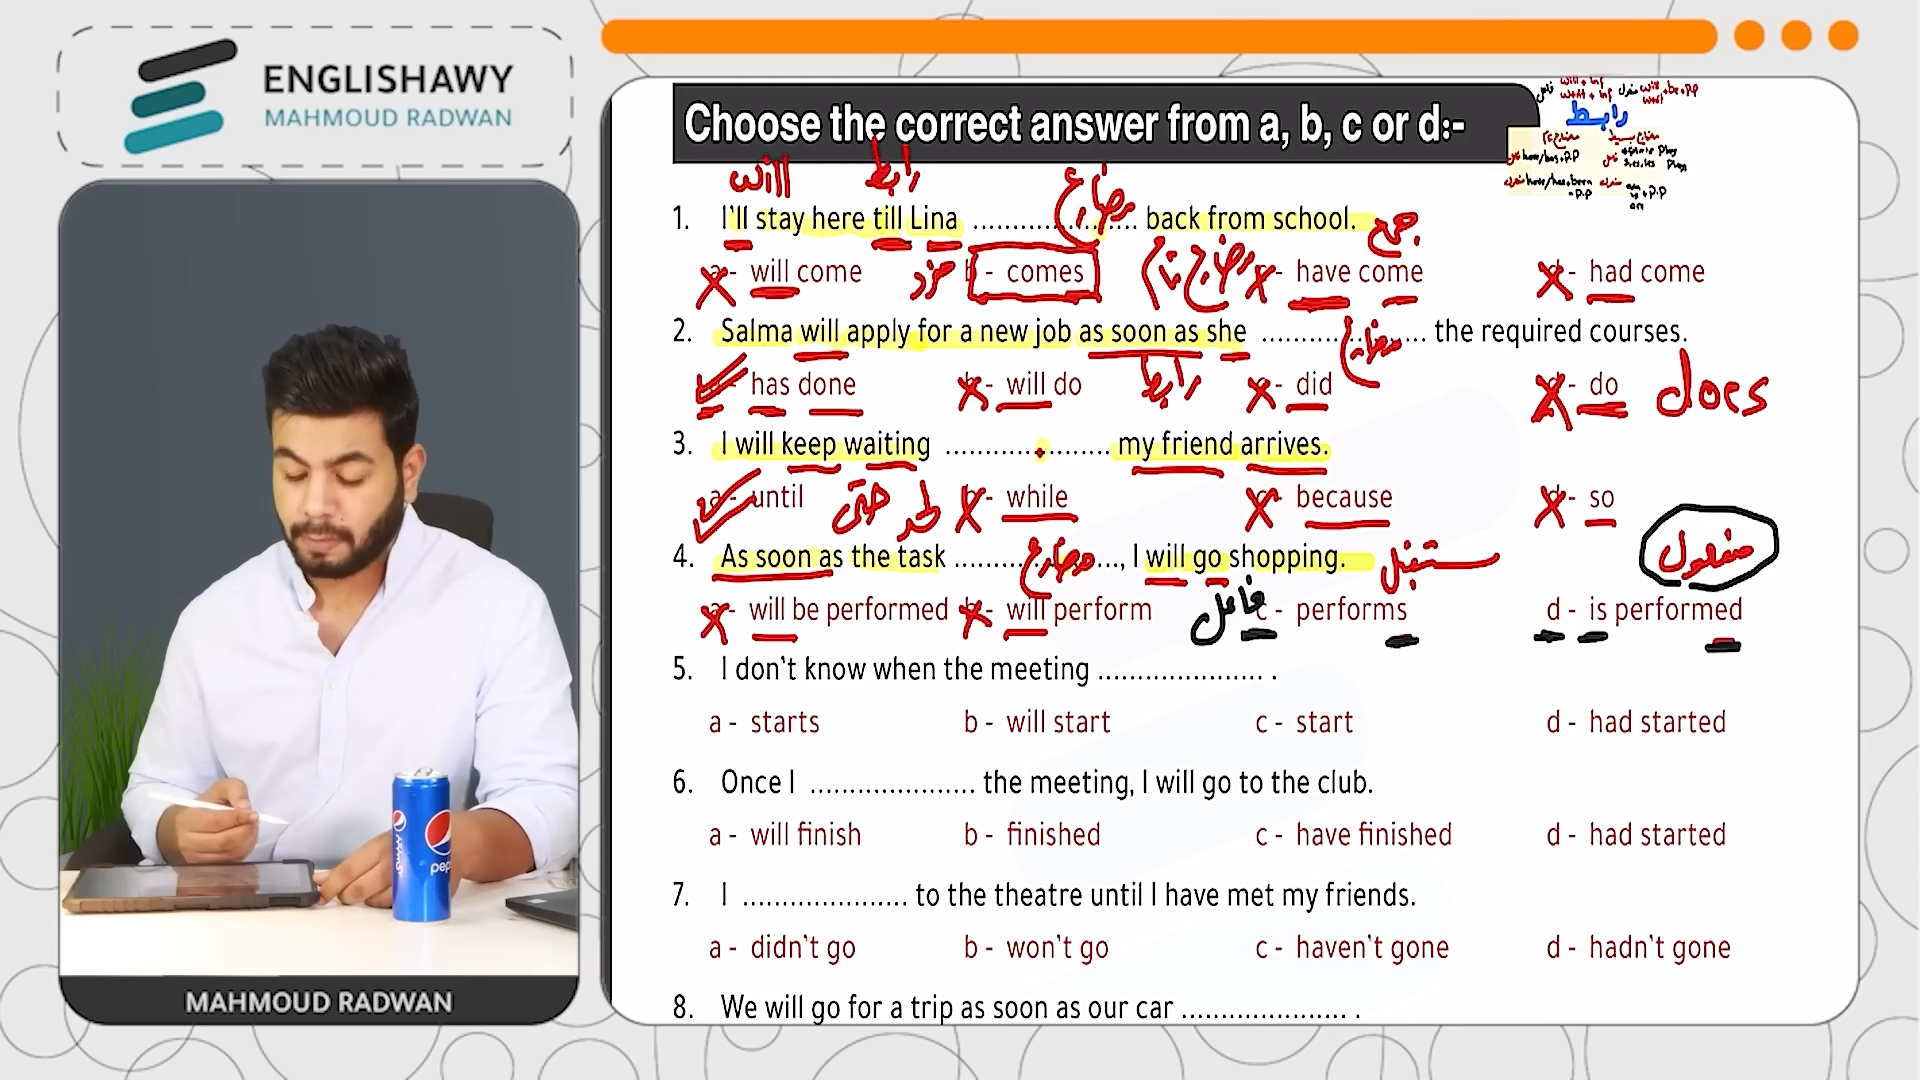 ENGLISHAWY
MAHMOUD RADWAN
Choose the correct answer from a, b, c or d:-
will + inf
رابط
will رابط مضارع
1. I'll stay here till Lina ..................... back from school. جمع
a - will come مفرد b - comes مضارع تام c - have come d - had come
2. Salma will apply for a new job as soon as she ..................... the required courses.
مضارع
a - has done b - will do رابط c - did d - do does
3. I will keep waiting ..................... my friend arrives.
a - until حتى b - while c - because d - so
4. As soon as the task ....................., I will go shopping. مستقبل مفعول
مضارع
a - will be performed b - will perform فاعل c - performs d - is performed
5. I don't know when the meeting ..................... .
a - starts b - will start c - start d - had started
6. Once I ..................... the meeting, I will go to the club.
a - will finish b - finished c - have finished d - had started
7. I ..................... to the theatre until I have met my friends.
a - didn't go b - won't go c - haven't gone d - hadn't gone
8. We will go for a trip as soon as our car ..................... .
pepsi
MAHMOUD RADWAN